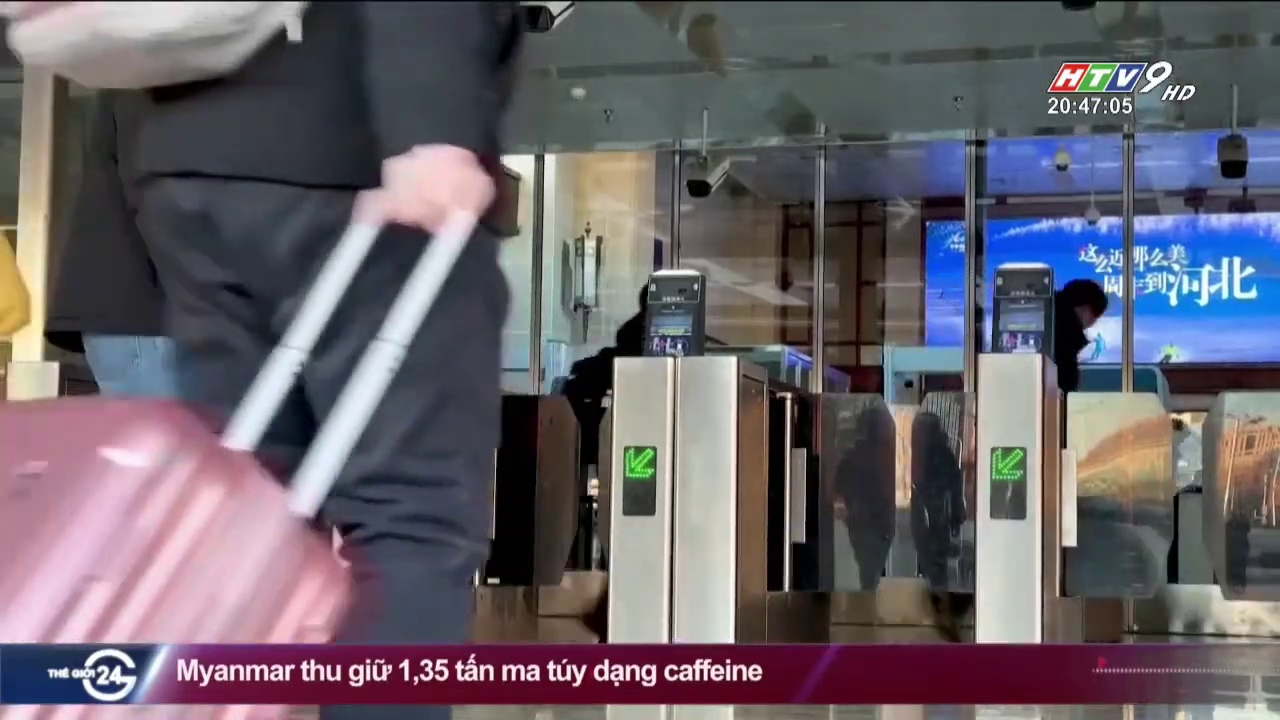 HTV9 HD
20:47:05
这么近那么美
周末到河北
THẾ GIỚI 24G
Myanmar thu giữ 1,35 tấn ma túy dạng caffeine